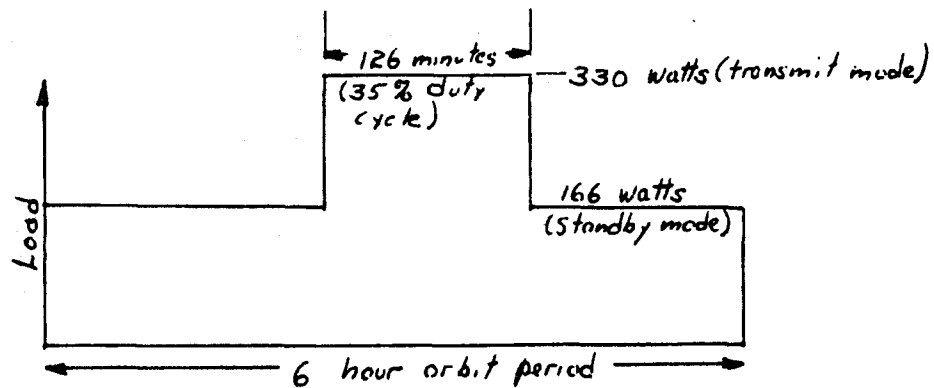 126 minutes
(35% duty
cycle)
330 watts (transmit mode)
166 watts
(Standby mode)
Load
6 hour orbit period